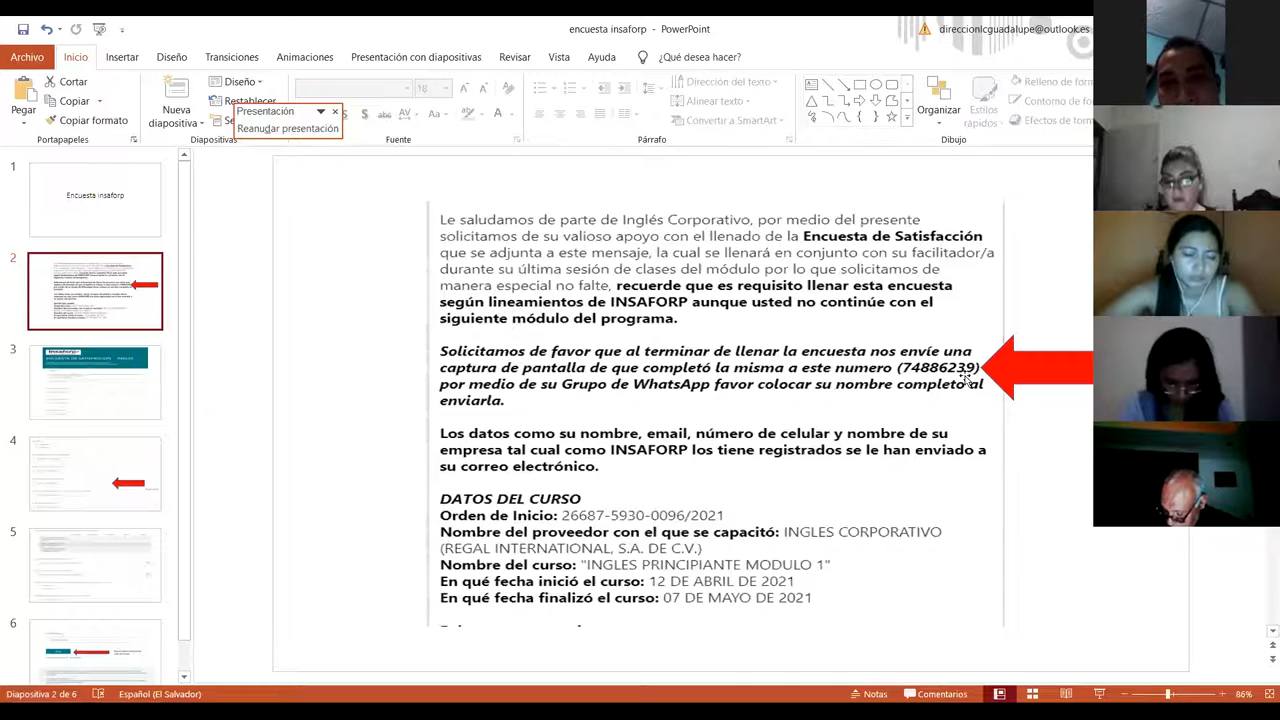 encuesta insaforp - PowerPoint
direccionlcguadalupe@outlook.es
Archivo
Inicio
Insertar
Diseño
Transiciones
Animaciones
Presentación con diapositivas
Revisar
Vista
Ayuda
¿Qué desea hacer?
Pegar
Cortar
Copiar
Copiar formato
Portapapeles
Nueva
diapositiva
Diseño
Restablecer
Presentación
Reanudar presentación
Diapositivas
18
Fuente
Dirección del texto
Alinear texto
Convertir a SmartArt
Párrafo
Organizar
Estilos
rápidos
Relleno de forma
Efectos de forma
Dibujo
1
Encuesta insaforp
2
3
4
5
6
Le saludamos de parte de Inglés Corporativo, por medio del presente
solicitamos de su valioso apoyo con el llenado de la Encuesta de Satisfacción
que se adjunta a este mensaje, la cual se llenará en conjunto con su facilitador/a
durante su última sesión de clases del módulo, por lo que solicitamos de
manera especial no falte, recuerde que es requisito llenar esta encuesta
según lineamientos de INSAFORP aunque usted no continúe con el
siguiente módulo del programa.
Solicitamos de favor que al terminar de llenar la encuesta nos envíe una
captura de pantalla de que completó la misma a este numero (74886239)
por medio de su Grupo de WhatsApp favor colocar su nombre completo al
enviarla.
Los datos como su nombre, email, número de celular y nombre de su
empresa tal cual como INSAFORP los tiene registrados se le han enviado a
su correo electrónico.
DATOS DEL CURSO
Orden de Inicio: 26687-5930-0096/2021
Nombre del proveedor con el que se capacitó: INGLES CORPORATIVO
(REGAL INTERNATIONAL, S.A. DE C.V.)
Nombre del curso: "INGLES PRINCIPIANTE MODULO 1"
En qué fecha inició el curso: 12 DE ABRIL DE 2021
En qué fecha finalizó el curso: 07 DE MAYO DE 2021
Diapositiva 2 de 6
Español (El Salvador)
Notas
Comentarios
86%